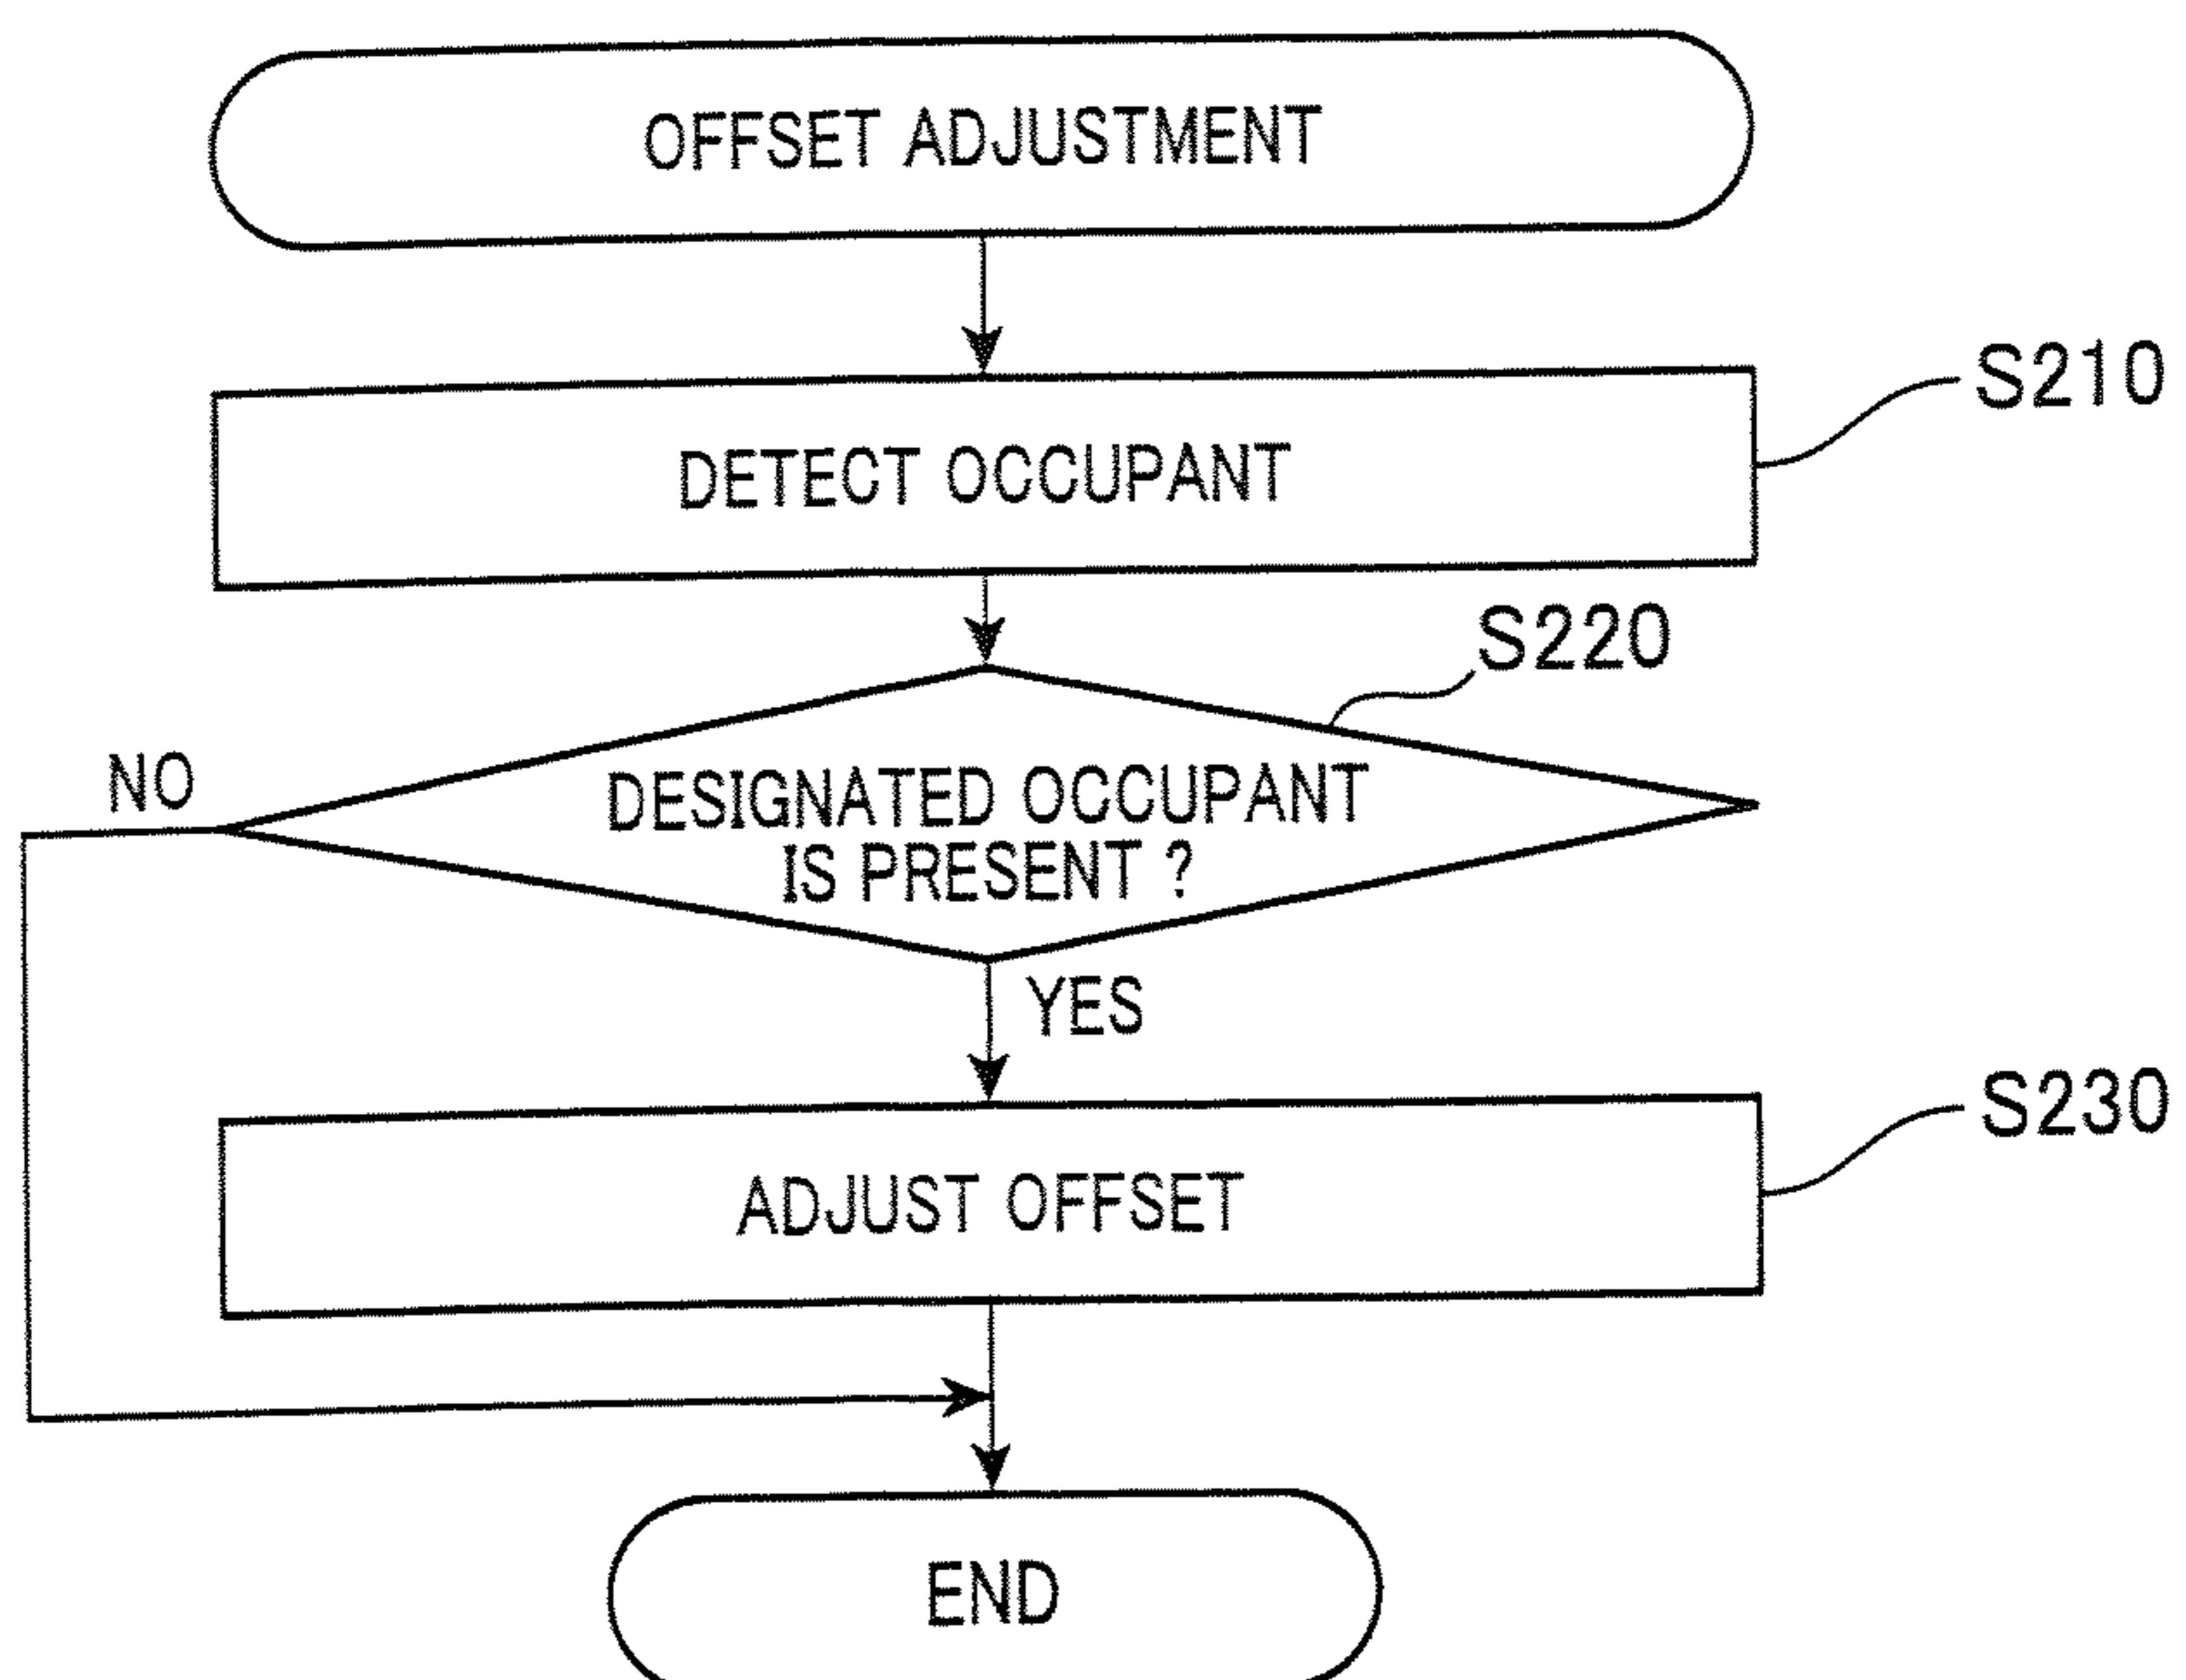 OFFSET ADJUSTMENT
DETECT OCCUPANT
S210
S220
NO
DESIGNATED OCCUPANT
IS PRESENT ?
YES
ADJUST OFFSET
S230
END